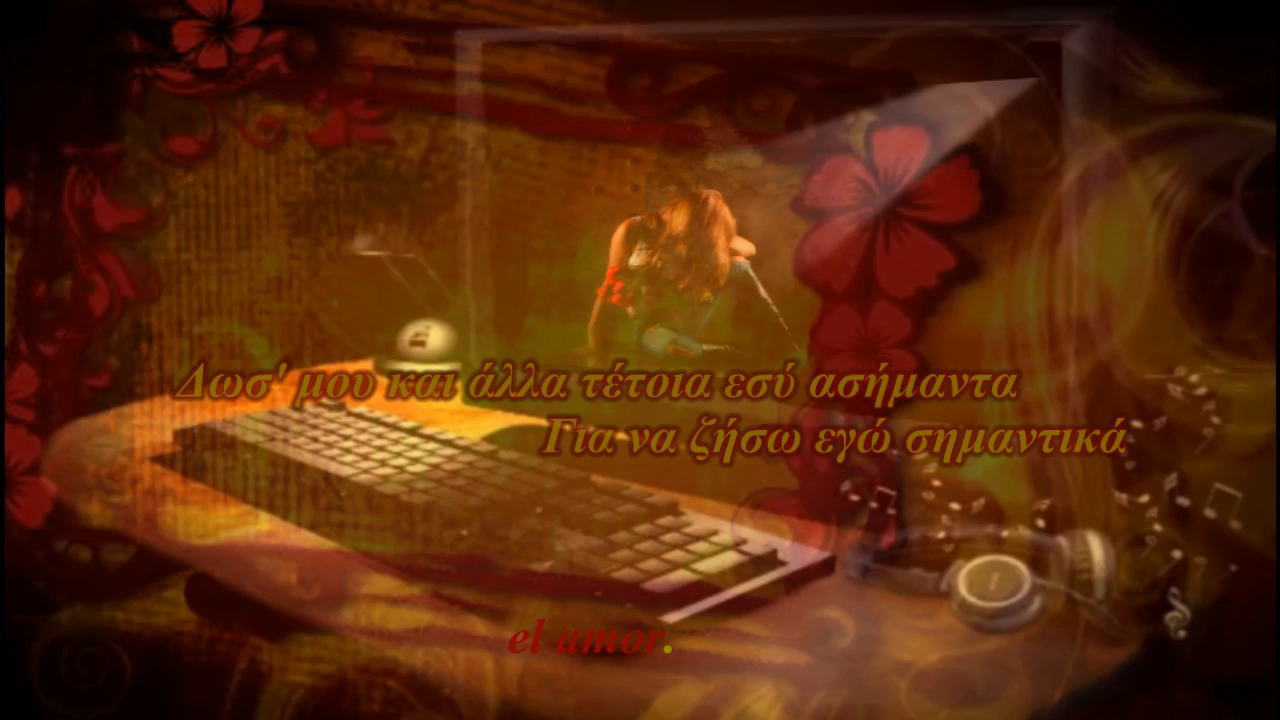 Δωσ' μου και άλλα τέτοια εσύ ασήμαντα
Για να ζήσω εγώ σημαντικά
el amor.